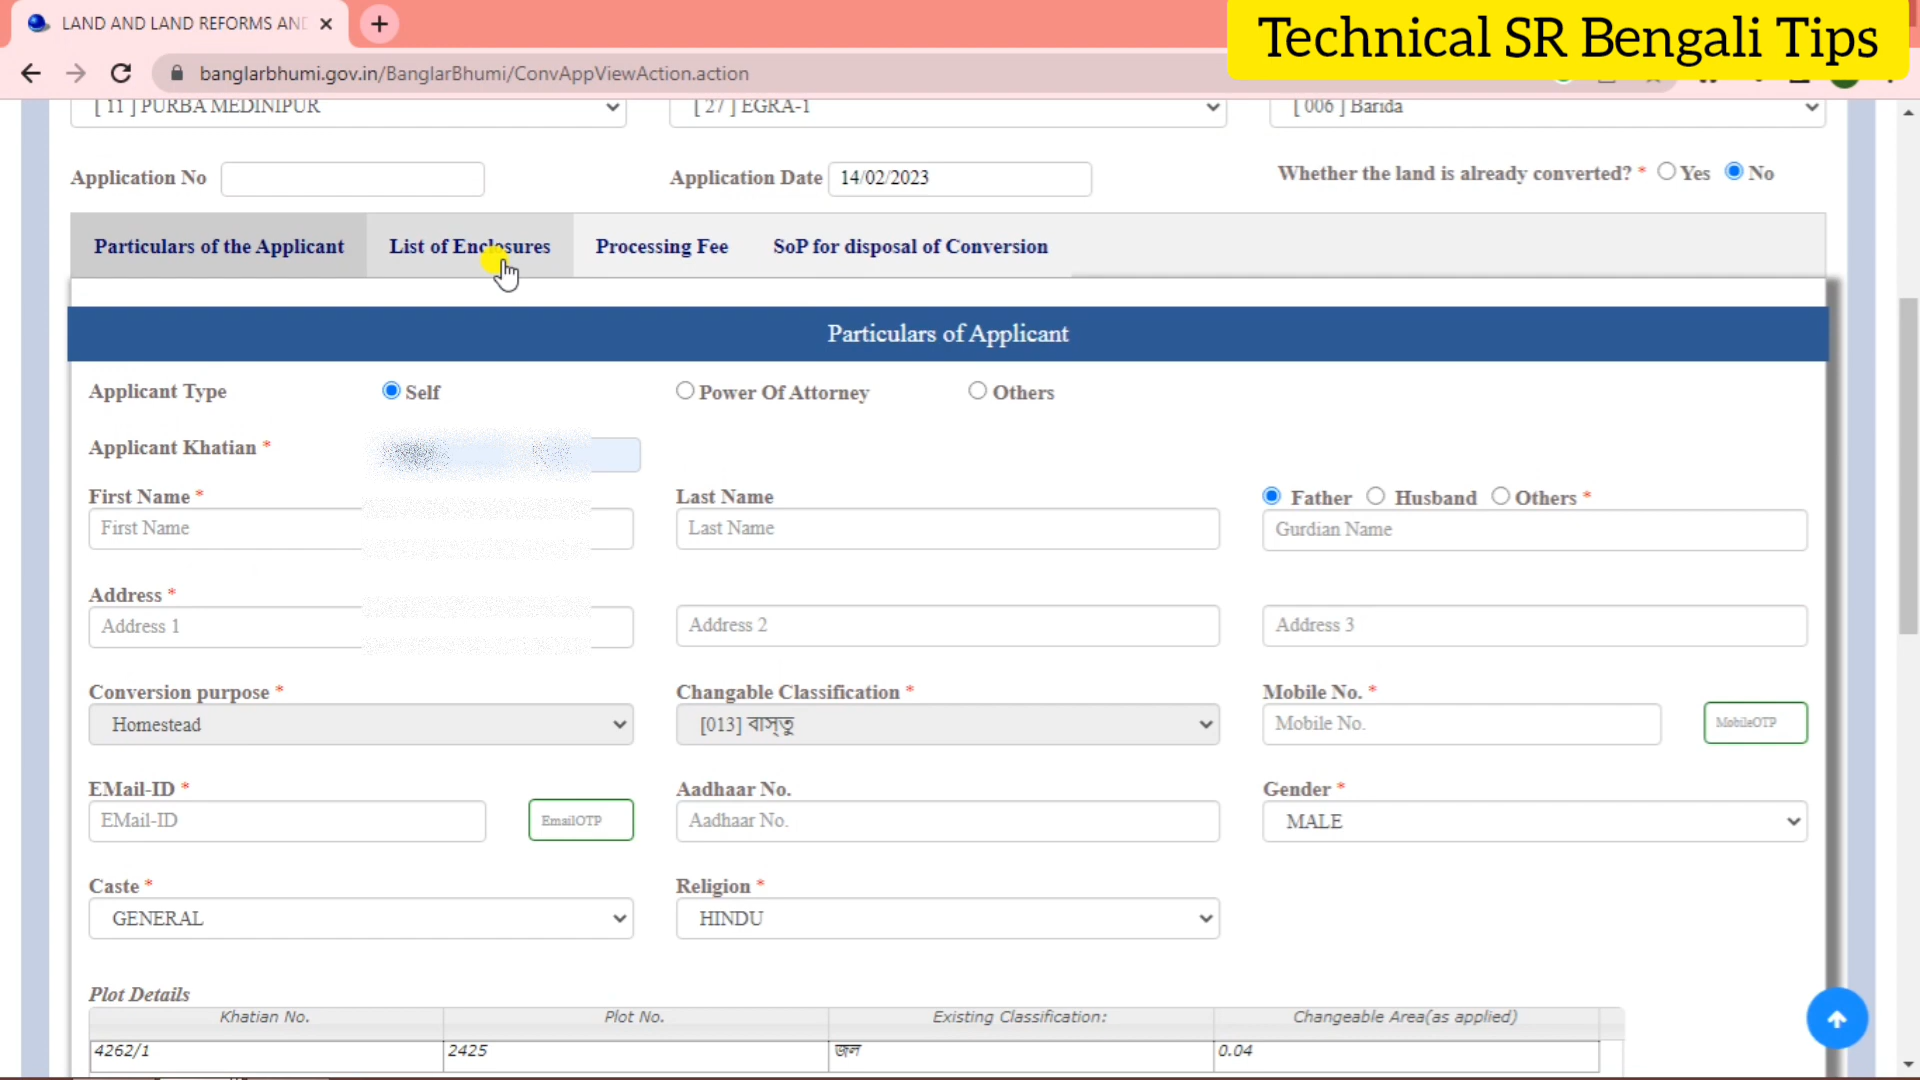 LAND AND LAND REFORMS AND
Technical SR Bengali Tips
banglarbhumi.gov.in/BanglarBhumi/ConvAppViewAction.action
[ 11 ] PURBA MEDINIPUR [ 27 ] EGRA-1 [ 006 ] Barida
Application No Application Date 14/02/2023 Whether the land is already converted? * Yes No
Particulars of the Applicant List of Enclosures Processing Fee SoP for disposal of Conversion
Particulars of Applicant
Applicant Type Self Power Of Attorney Others
Applicant Khatian *
First Name * Last Name Father Husband Others *
First Name Last Name Gurdian Name
Address *
Address 1 Address 2 Address 3
Conversion purpose * Changable Classification * Mobile No. *
Homestead [013] বাস্তু Mobile No. MobileOTP
EMail-ID * Aadhaar No. Gender *
EMail-ID EmailOTP Aadhaar No. MALE
Caste * Religion *
GENERAL HINDU
Plot Details
Khatian No. Plot No. Existing Classification: Changeable Area(as applied)
4262/1 2425 জল 0.04